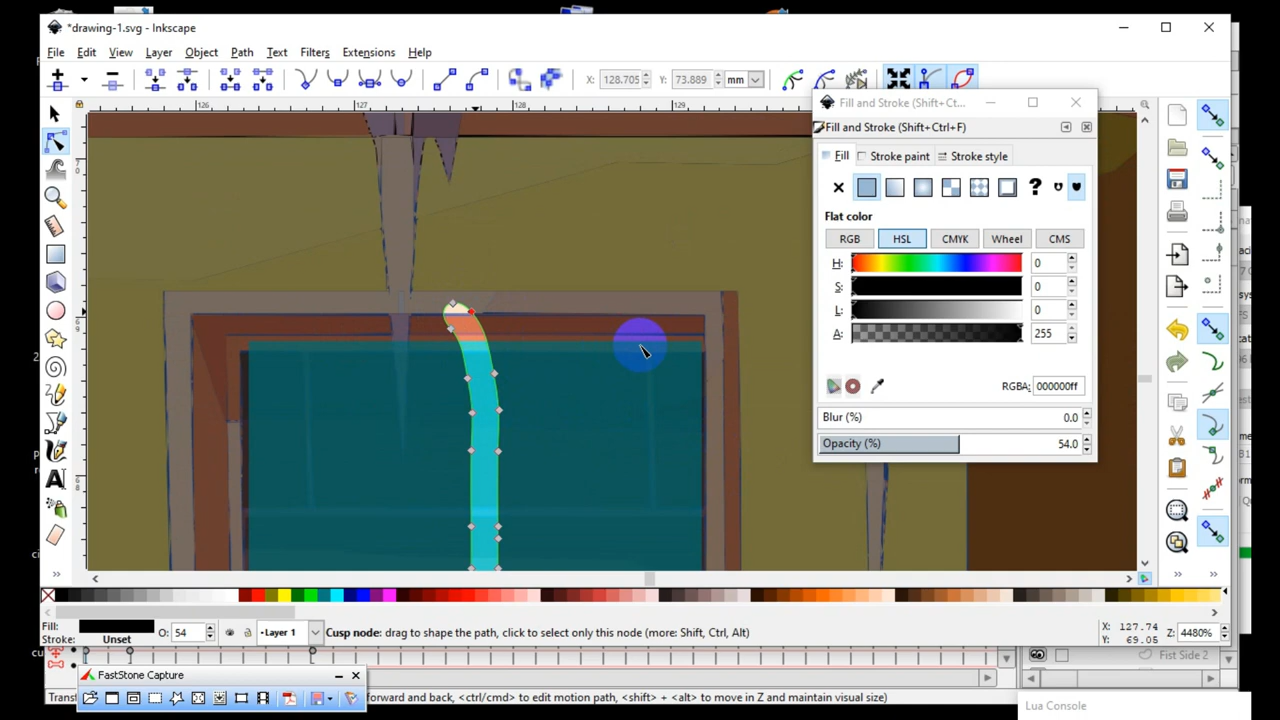 *drawing-1.svg - Inkscape
File Edit View Layer Object Path Text Filters Extensions Help
X: 128.705 Y: 73.889 mm
126 127 128 129
Fill and Stroke (Shift+Ct...
Fill and Stroke (Shift+Ctrl+F)
Fill Stroke paint Stroke style
Flat color
RGB HSL CMYK Wheel CMS
H: 0
S: 0
L: 0
A: 255
RGBA: 000000ff
Blur (%) 0.0
Opacity (%) 54.0
Fill:
Stroke: Unset
O: 54
Layer 1
Cusp node: drag to shape the path, click to select only this node (more: Shift, Ctrl, Alt)
X: 127.74
Y: 69.05
Z: 4480%
Fist Side 2
FastStone Capture
Transf
forward and back, <ctrl/cmd> to edit motion path, <shift> + <alt> to move in Z and maintain visual size)
Lua Console